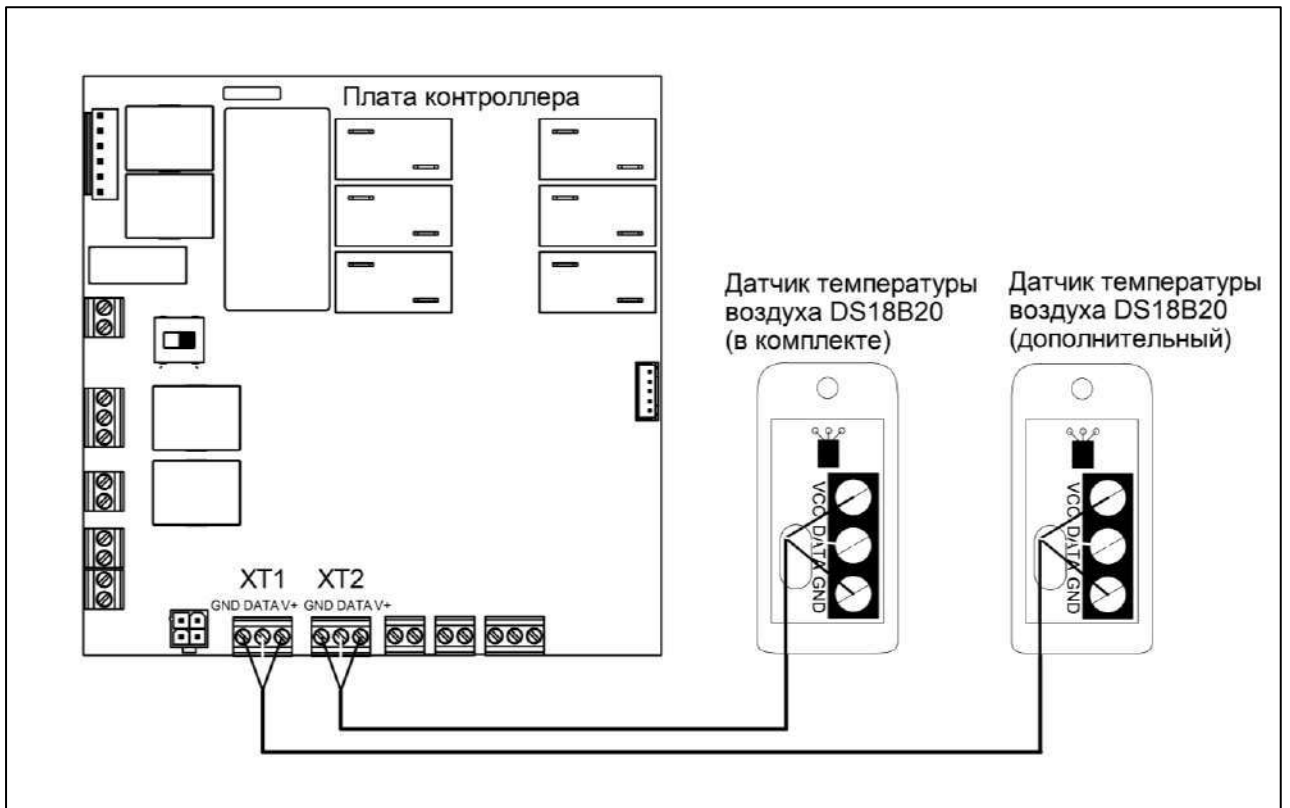 Плата контроллера
Датчик температуры
воздуха DS18B20
(в комплекте)
Датчик температуры
воздуха DS18B20
(дополнительный)
VCC DATA GND
VCC DATA GND
XT1 XT2
GND DATA V+ GND DATA V+